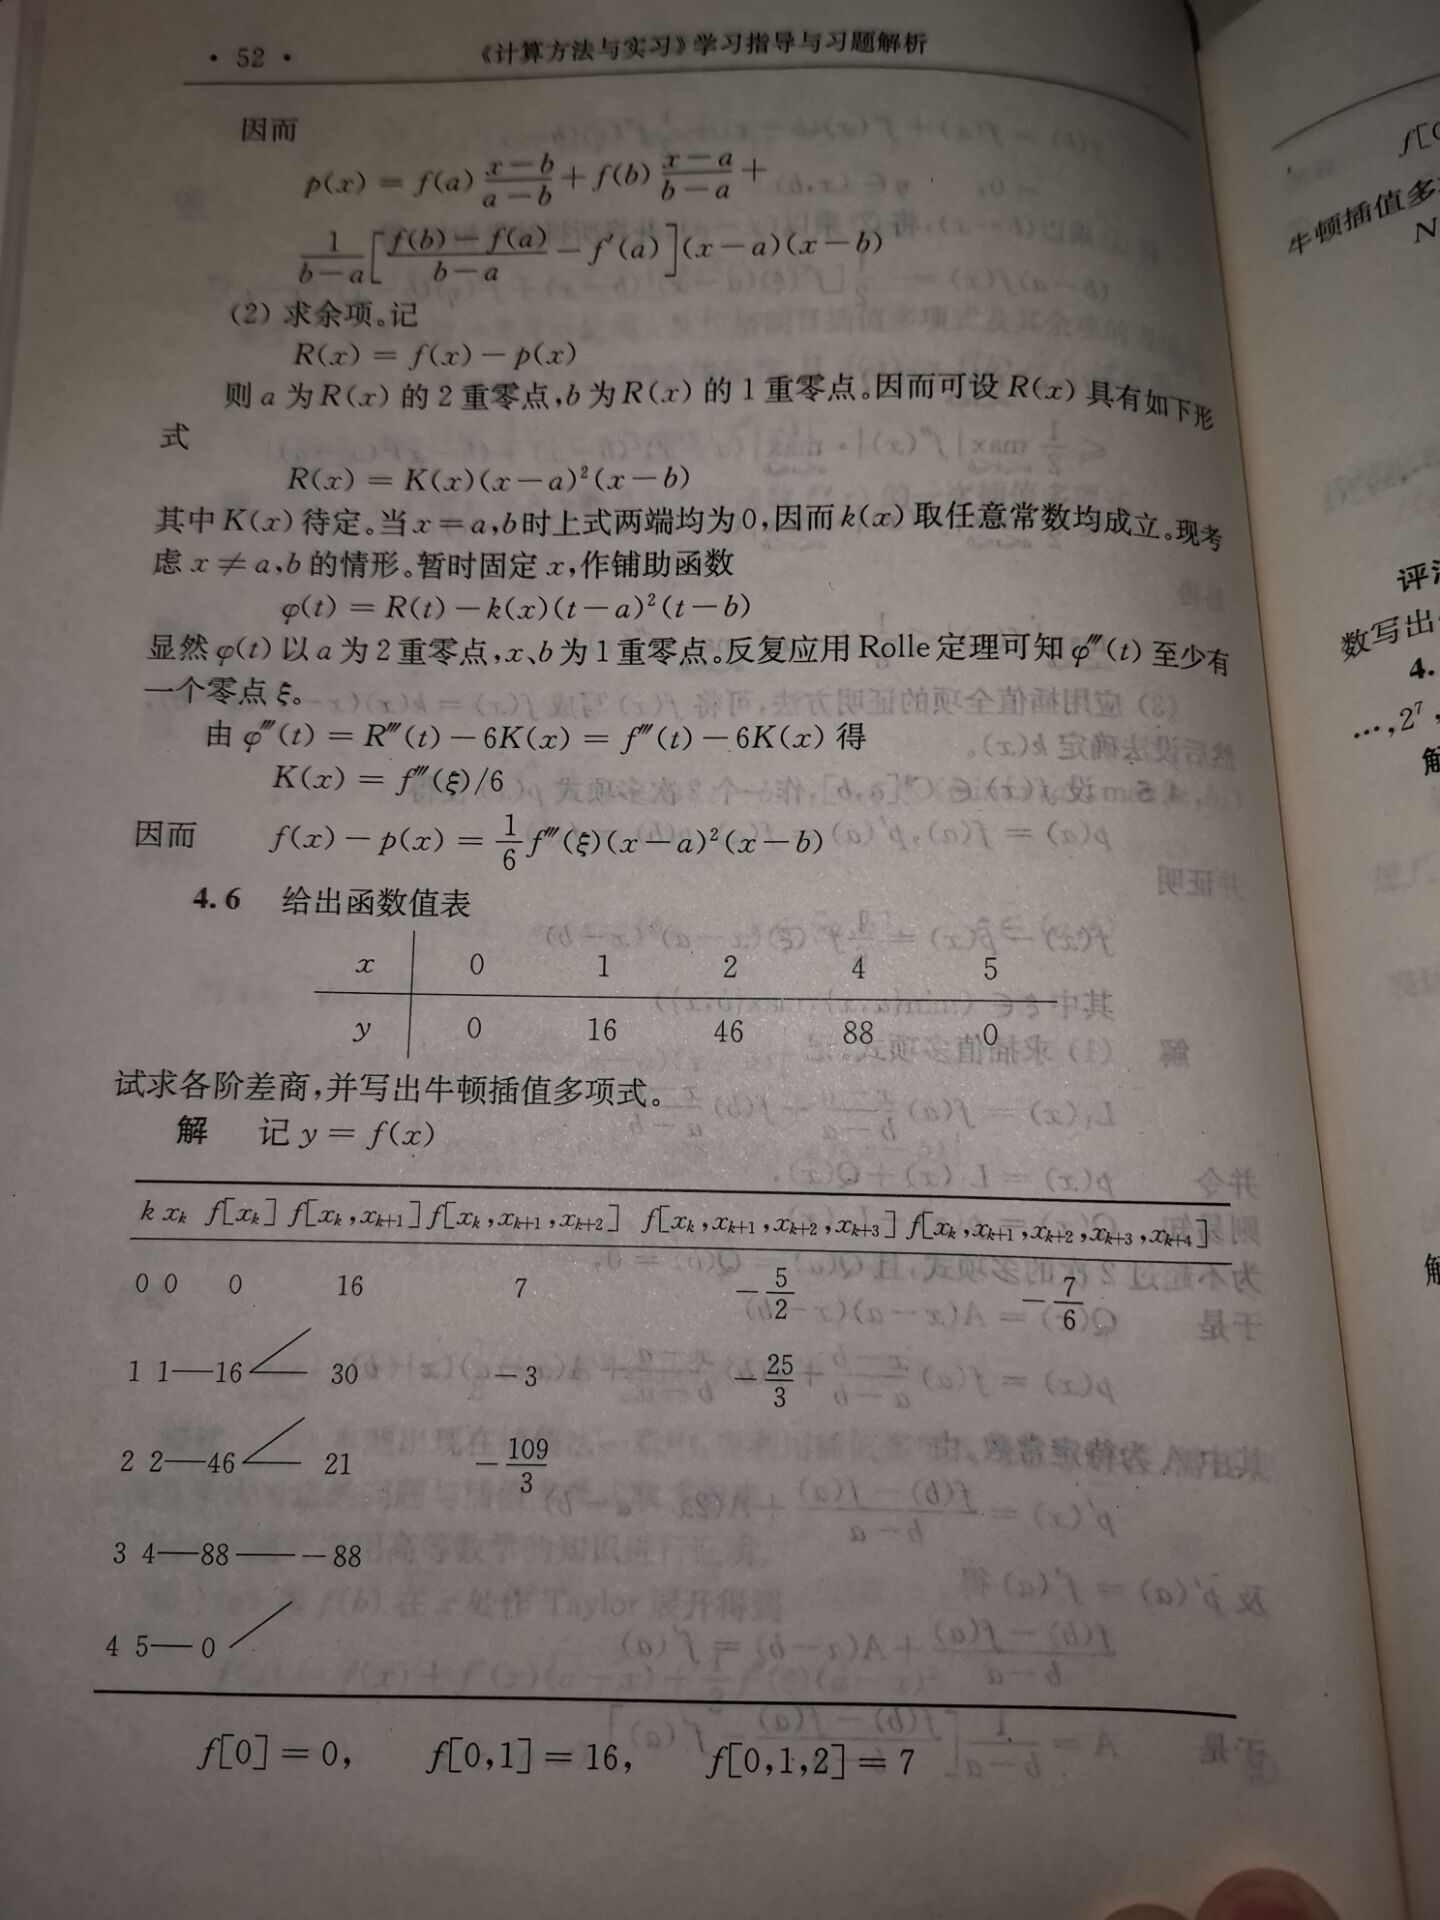 · 52 ·
《计算方法与实习》学习指导与习题解析
因而
p(x) = f(a) \frac{x-b}{a-b} + f(b) \frac{x-a}{b-a} +
\frac{1}{b-a}[\frac{f(b)-f(a)}{b-a} - f′(a)](x-a)(x-b)
(2) 求余项。记
R(x) = f(x) - p(x)
则 a 为 R(x) 的 2 重零点,b 为 R(x) 的 1 重零点。因而可设 R(x) 具有如下形
式
R(x) = K(x)(x-a)²(x-b)
其中 K(x) 待定。当 x = a,b 时上式两端均为 0,因而 k(x) 取任意常数均成立。现考
虑 x ≠ a,b 的情形。暂时固定 x,作铺助函数
φ(t) = R(t) - k(x)(t-a)²(t-b)
显然 φ(t) 以 a 为 2 重零点,x、b 为 1 重零点。反复应用 Rolle 定理可知 φ‴(t) 至少有
一个零点 ξ。
由 φ‴(t) = R‴(t) - 6K(x) = f‴(t) - 6K(x) 得
K(x) = f‴(ξ)/6
因而 f(x) - p(x) = \frac{1}{6} f‴(ξ)(x-a)²(x-b)
4.6 给出函数值表
x 0 1 2 4 5
y 0 16 46 88 0
试求各阶差商,并写出牛顿插值多项式。
解 记 y = f(x)
k x_k f[x_k] f[x_k,x_{k+1}] f[x_k,x_{k+1},x_{k+2}] f[x_k,x_{k+1},x_{k+2},x_{k+3}] f[x_k,x_{k+1},x_{k+2},x_{k+3},x_{k+4}]
0 0 0 16 7 -\frac{5}{2} -\frac{7}{6}
1 1—16 30 -3 -\frac{25}{3}
2 2—46 21 -\frac{109}{3}
3 4—88—-88
4 5—0
f[0] = 0, f[0,1] = 16, f[0,1,2] = 7
牛顿插值多
N
数写出
4.
…,2⁷,
解
解